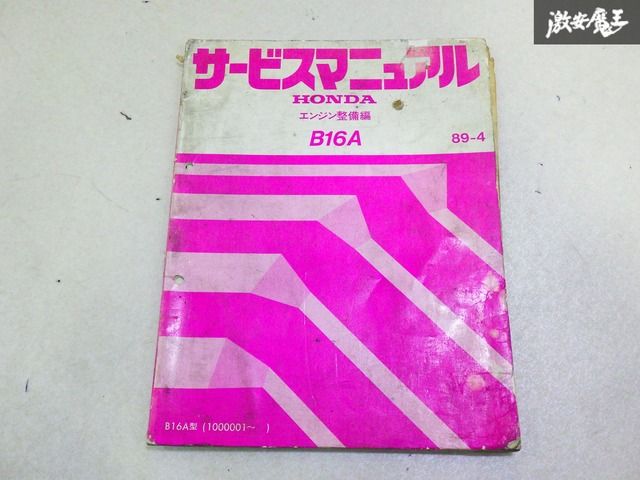 激安魔王
サービスマニュアル
HONDA
エンジン整備編
B16A
89-4
B16A型 (1000001〜 )